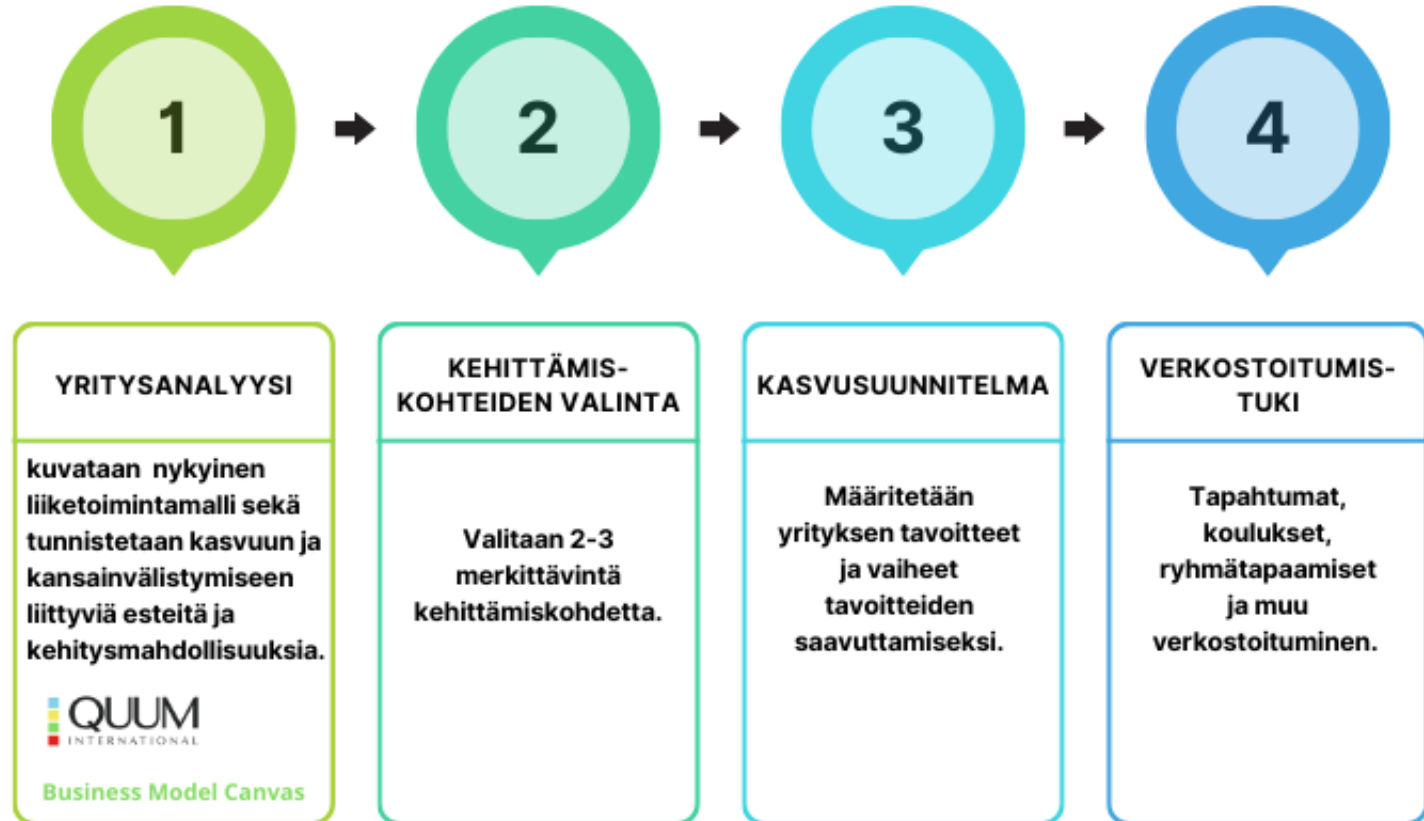 1
2
3
4
YRITYSANALYYSI
kuvataan nykyinen
liiketoimintamalli sekä
tunnistetaan kasvuun ja
kansainvälistymiseen
liittyviä esteitä ja
kehitysmahdollisuuksia.
QUUM
INTERNATIONAL
Business Model Canvas
KEHITTÄMIS-
KOHTEIDEN VALINTA
Valitaan 2-3
merkittävintä
kehittämiskohdetta.
KASVUSUUNNITELMA
Määritetään
yrityksen tavoitteet
ja vaiheet
tavoitteiden
saavuttamiseksi.
VERKOSTOITUMIS-
TUKI
Tapahtumat,
koulukset,
ryhmätapaamiset
ja muu
verkostoituminen.